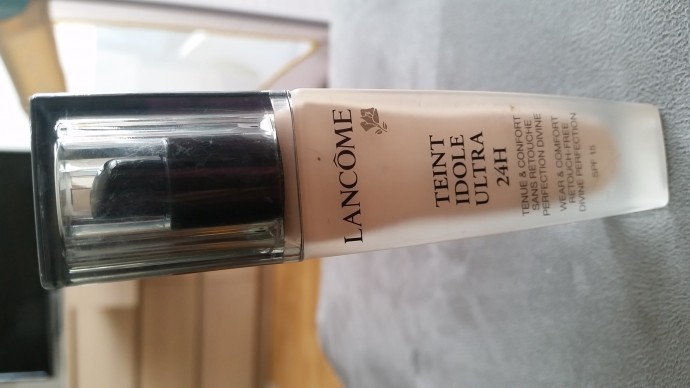 LANCÔME
TEINT
IDOLE
ULTRA
24H
TENUE & CONFORT
SANS RETOUCHE
PERFECTION DIVINE
WEAR & COMFORT
RETOUCH-FREE
DIVINE PERFECTION
SPF 15